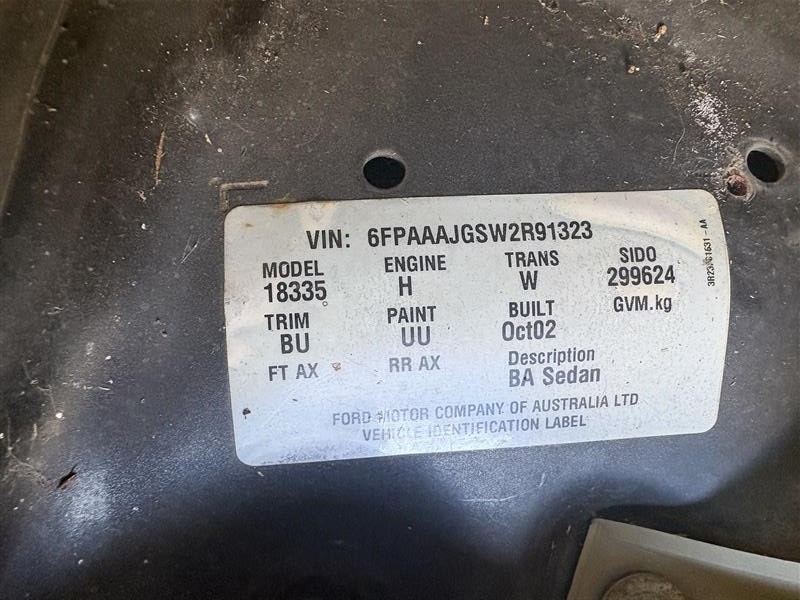 VIN: 6FPAAAJGSW2R91323
MODEL ENGINE TRANS SIDO
18335 H W 299624
TRIM PAINT BUILT GVM.kg
BU UU Oct02
FT AX RR AX Description
BA Sedan
FORD MOTOR COMPANY OF AUSTRALIA LTD
VEHICLE IDENTIFICATION LABEL